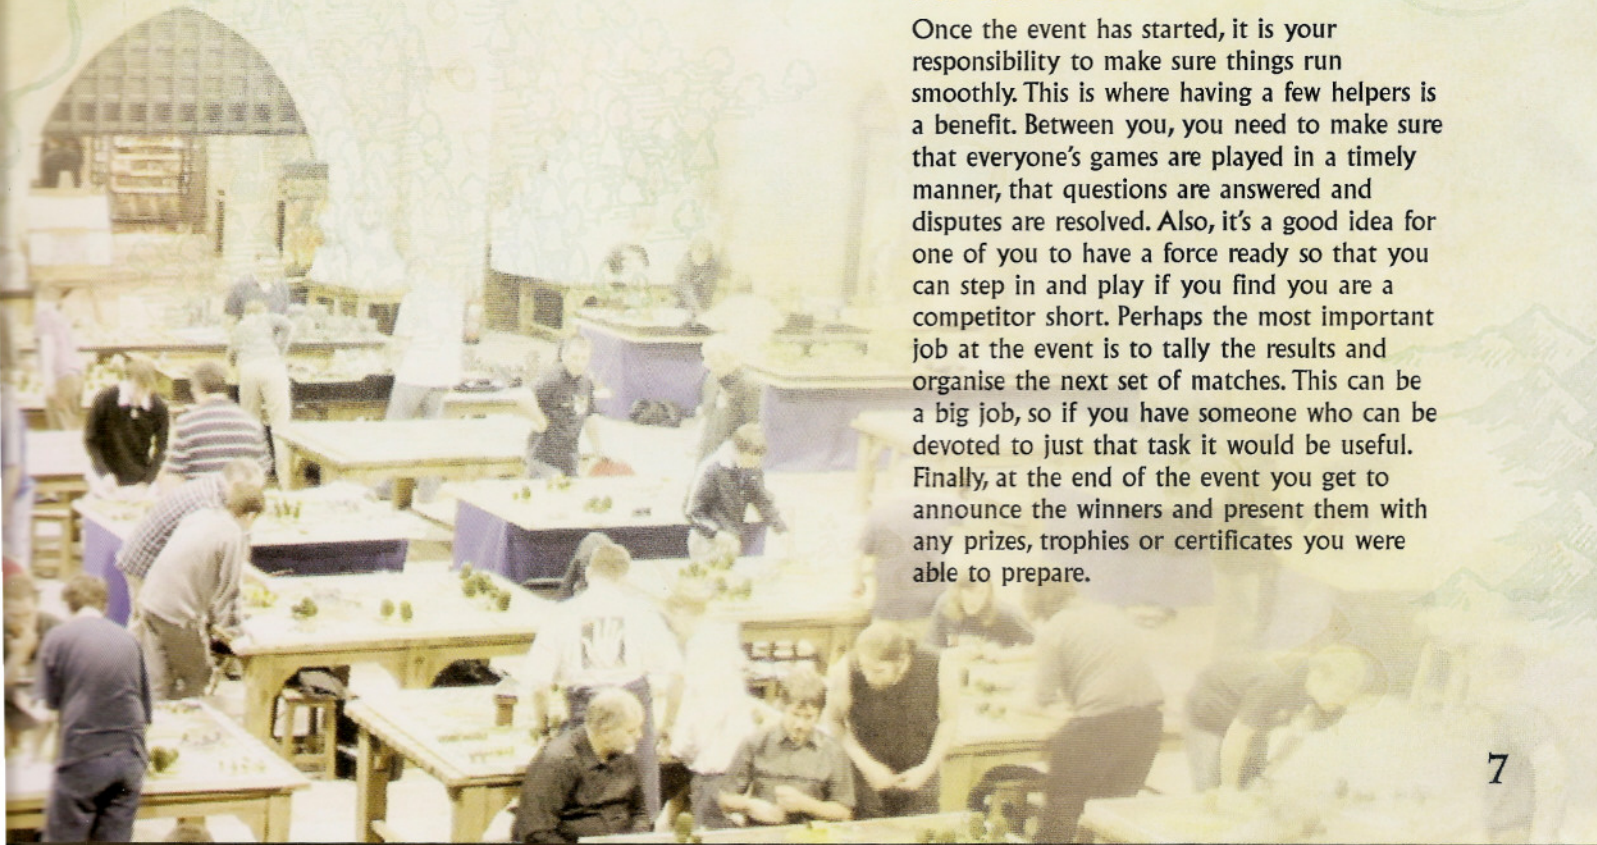 Once the event has started, it is your
responsibility to make sure things run
smoothly. This is where having a few helpers is
a benefit. Between you, you need to make sure
that everyone's games are played in a timely
manner, that questions are answered and
disputes are resolved. Also, it's a good idea for
one of you to have a force ready so that you
can step in and play if you find you are a
competitor short. Perhaps the most important
job at the event is to tally the results and
organise the next set of matches. This can be
a big job, so if you have someone who can be
devoted to just that task it would be useful.
Finally, at the end of the event you get to
announce the winners and present them with
any prizes, trophies or certificates you were
able to prepare.
7